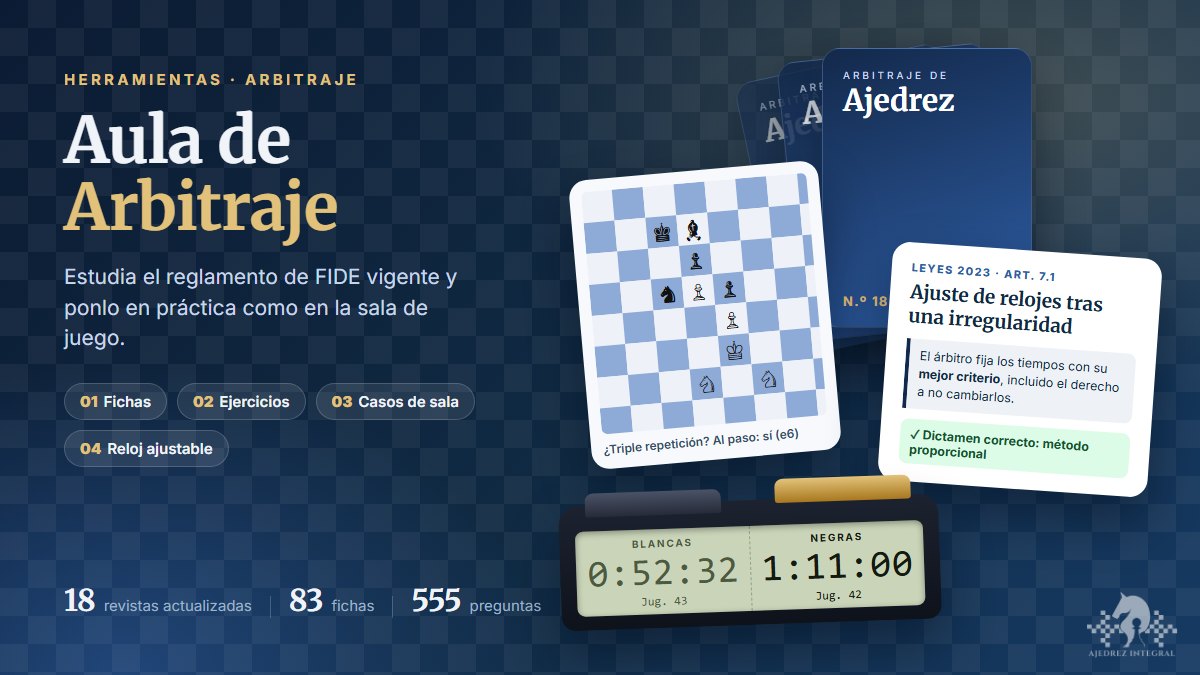 HERRAMIENTAS · ARBITRAJE
Aula de
Arbitraje
Estudia el reglamento de FIDE vigente y
ponlo en práctica como en la sala de
juego.
01 Fichas
02 Ejercicios
03 Casos de sala
04 Reloj ajustable
18 revistas actualizadas
83 fichas
555 preguntas
ARBITRAJE DE
Ajedrez
N.º 18
¿Triple repetición? Al paso: sí (e6)
LEYES 2023 · ART. 7.1
Ajuste de relojes tras
una irregularidad
El árbitro fija los tiempos con su
mejor criterio, incluido el derecho
a no cambiarlos.
✓ Dictamen correcto: método
proporcional
BLANCAS
0:52:32
Jug. 43
NEGRAS
1:11:00
Jug. 42
AJEDREZ INTEGRAL